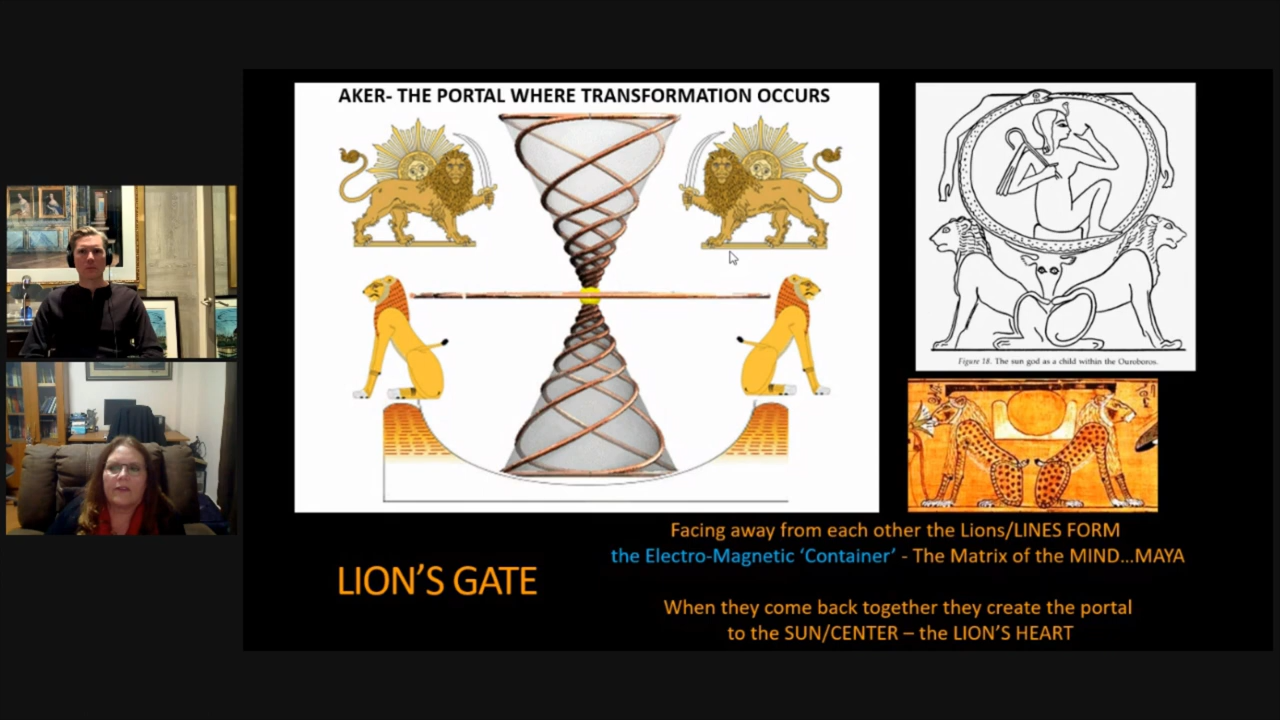 AKER- THE PORTAL WHERE TRANSFORMATION OCCURS
Figure 18. The sun god as a child within the Ouroboros.
LION'S GATE
Facing away from each other the Lions/LINES FORM
the Electro-Magnetic ‘Container’ - The Matrix of the MIND...MAYA
When they come back together they create the portal
to the SUN/CENTER – the LION'S HEART